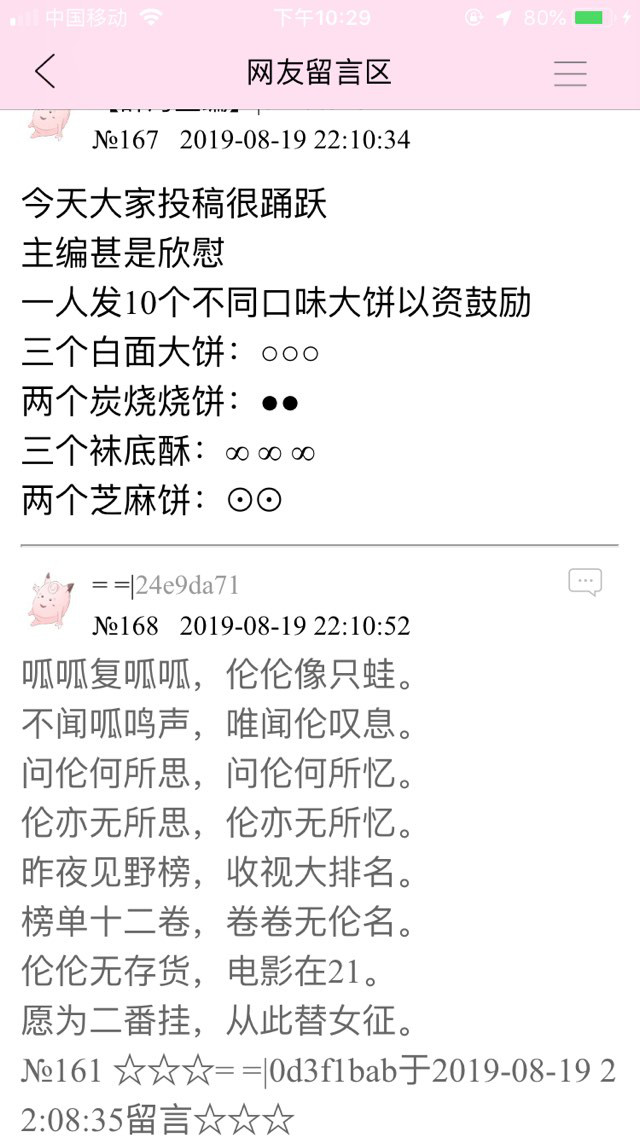 中国移动 下午10:29 80%
网友留言区
№167 2019-08-19 22:10:34
今天大家投稿很踊跃
主编甚是欣慰
一人发10个不同口味大饼以资鼓励
三个白面大饼：○○○
两个炭烧烧饼：●●
三个袜底酥：∞ ∞ ∞
两个芝麻饼：⊙⊙
= =|24e9da71
№168 2019-08-19 22:10:52
呱呱复呱呱，伦伦像只蛙。
不闻呱鸣声，唯闻伦叹息。
问伦何所思，问伦何所忆。
伦亦无所思，伦亦无所忆。
昨夜见野榜，收视大排名。
榜单十二卷，卷卷无伦名。
伦伦无存货，电影在21。
愿为二番挂，从此替女征。
№161 ☆☆☆= =|0d3f1bab于2019-08-19 2
2:08:35留言☆☆☆